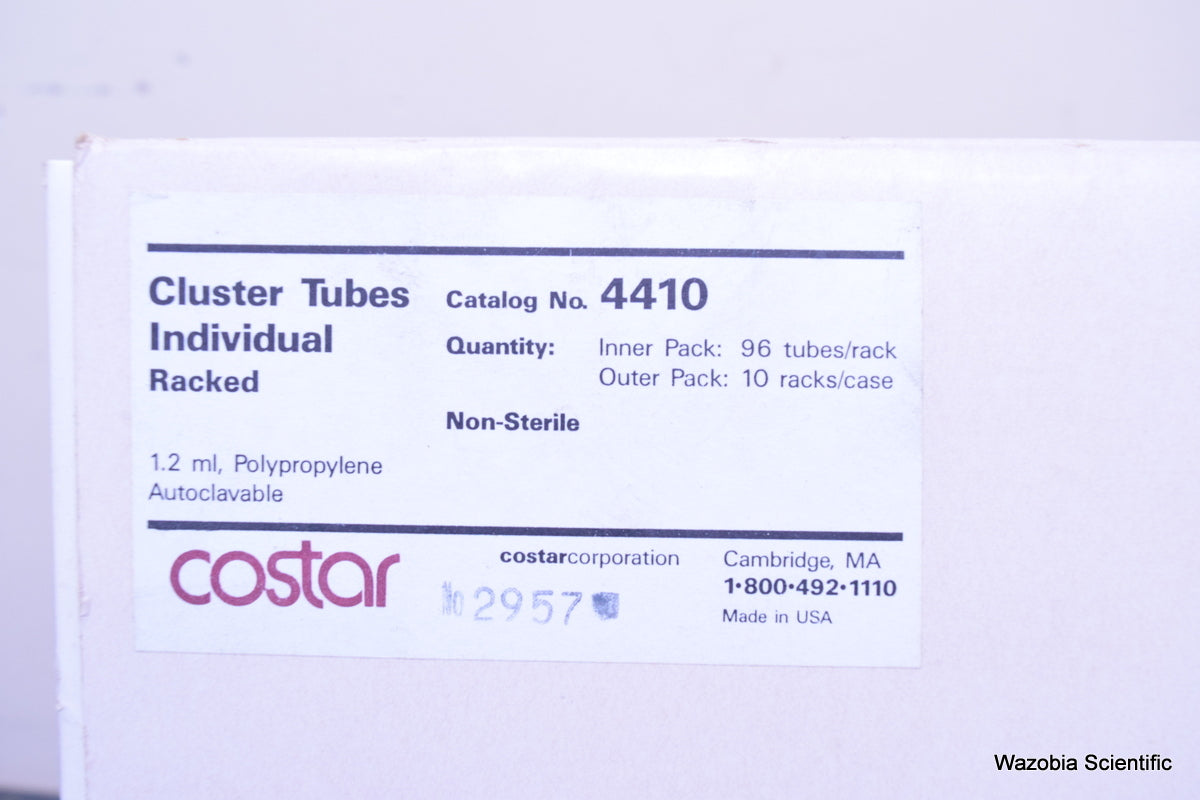 Cluster Tubes
Individual
Racked
Catalog No. 4410
Quantity: Inner Pack: 96 tubes/rack
Outer Pack: 10 racks/case
Non-Sterile
1.2 ml, Polypropylene
Autoclavable
costar
costarcorporation
2957
Cambridge, MA
1•800•492•1110
Made in USA
Wazobia Scientific